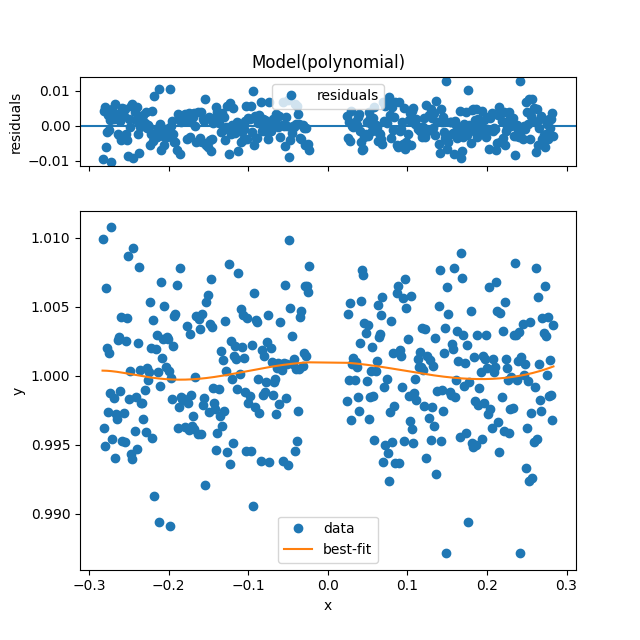 Model(polynomial)
residuals
0.01
0.00
−0.01
residuals
1.010
1.005
1.000
0.995
0.990
y
data
best-fit
−0.3
−0.2
−0.1
0.0
0.1
0.2
0.3
x